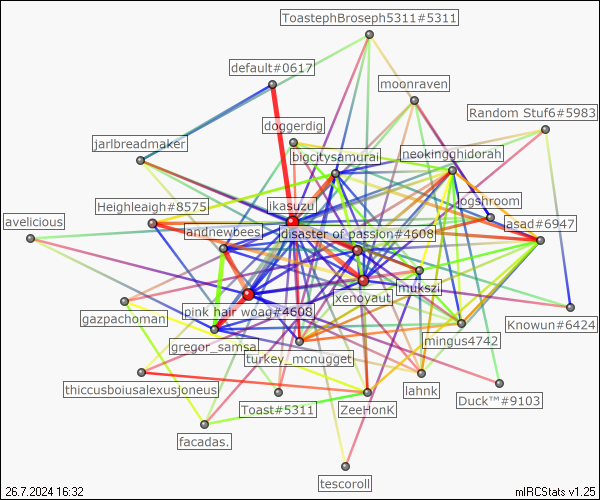 ToastephBroseph5311#5311
default#0617
moonraven
Random Stuf6#5983
doggerdig
jarlbreadmaker
bigcitysamurai
neokingghidorah
jkasuzu
pgshroom
Heighleaigh#8575
avelicious
andnewbees
disaster of passion#4608
asad#6947
xenoyaut
mukszi
pink hair woag#4608
gazpachoman
Knowun#6424
mingus4742
gregor_samsa
turkey_mcnugget
thiccusboiusalexusjoneus
lahnk
Duck™#9103
Toast#5311
ZeeHonK
facadas.
tescoroll
26.7.2024 16:32
mIRCStats v1.25